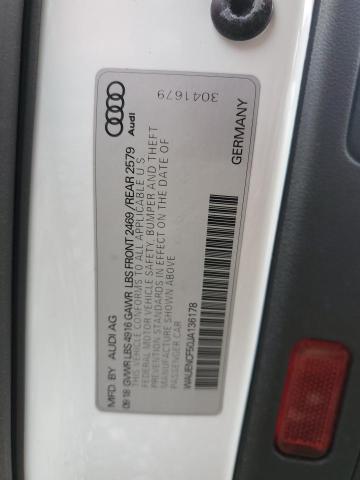 3041679
Audi
GERMANY
MFD BY AUDI AG
09·18 GVWR LBS 4916 GAWR LBS FRONT 2469 /REAR 2579
THIS VEHICLE CONFORMS TO ALL APPLICABLE U S
FEDERAL MOTOR VEHICLE SAFETY, BUMPER AND THEFT
PREVENTION STANDARDS IN EFFECT ON THE DATE OF
MANUFACTURE SHOWN ABOVE
PASSENGER CAR
WAUENCF50JA136178